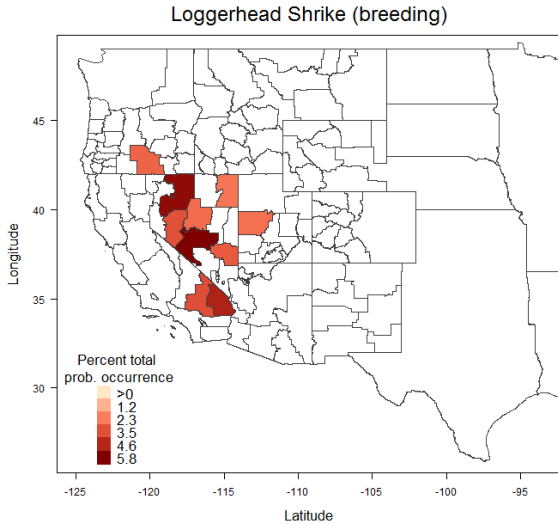 Loggerhead Shrike (breeding)
Longitude
45
40
35
30
Percent total
prob. occurrence
>0
1.2
2.3
3.5
4.6
5.8
-125 -120 -115 -110 -105 -100 -95
Latitude